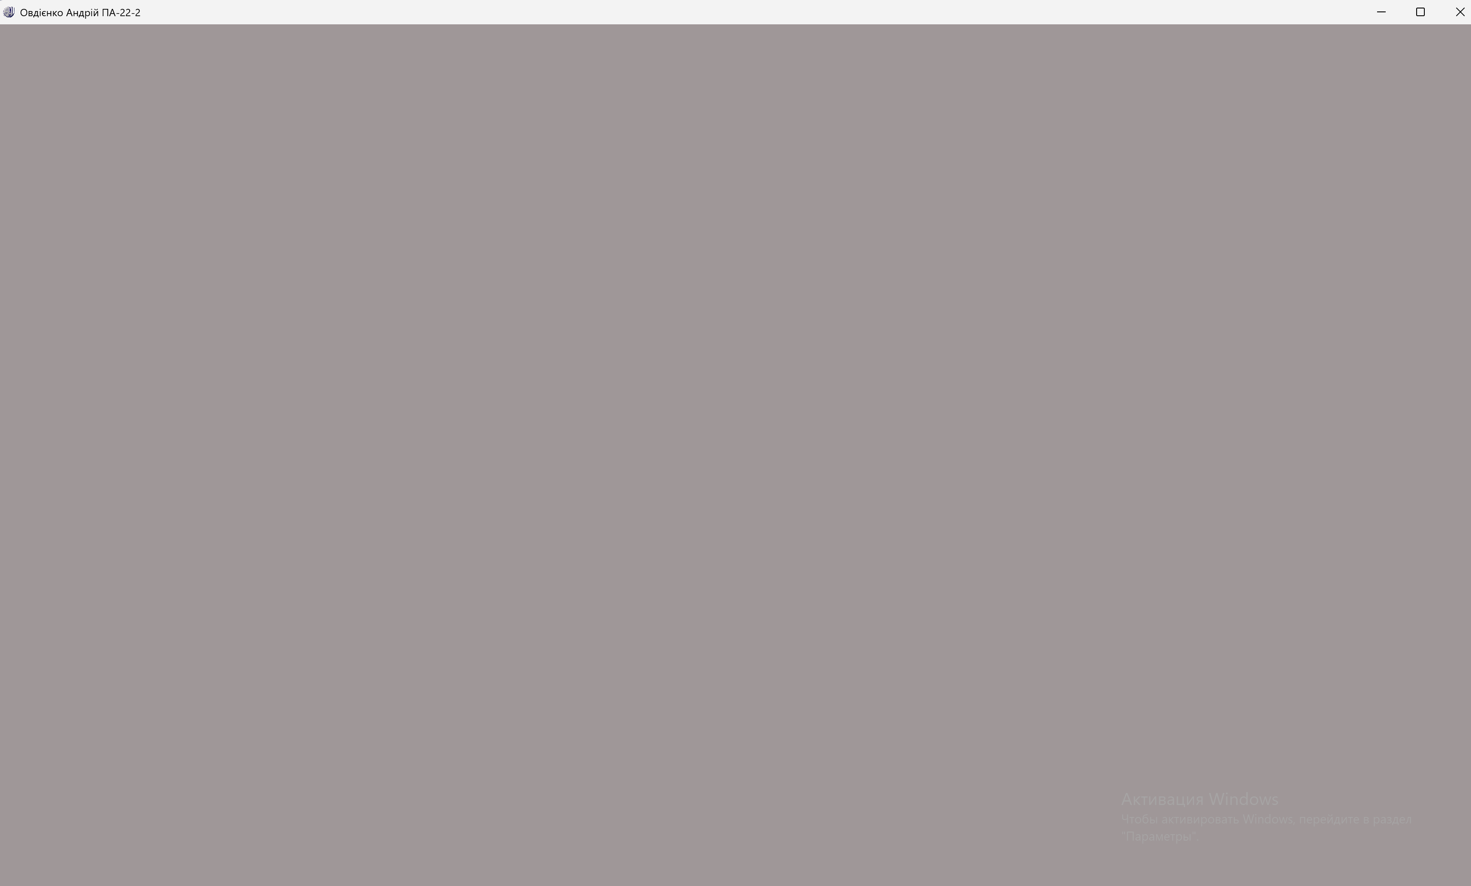 Овдієнко Андрій ПА-22-2
Активация Windows
Чтобы активировать Windows, перейдите в раздел
"Параметры".